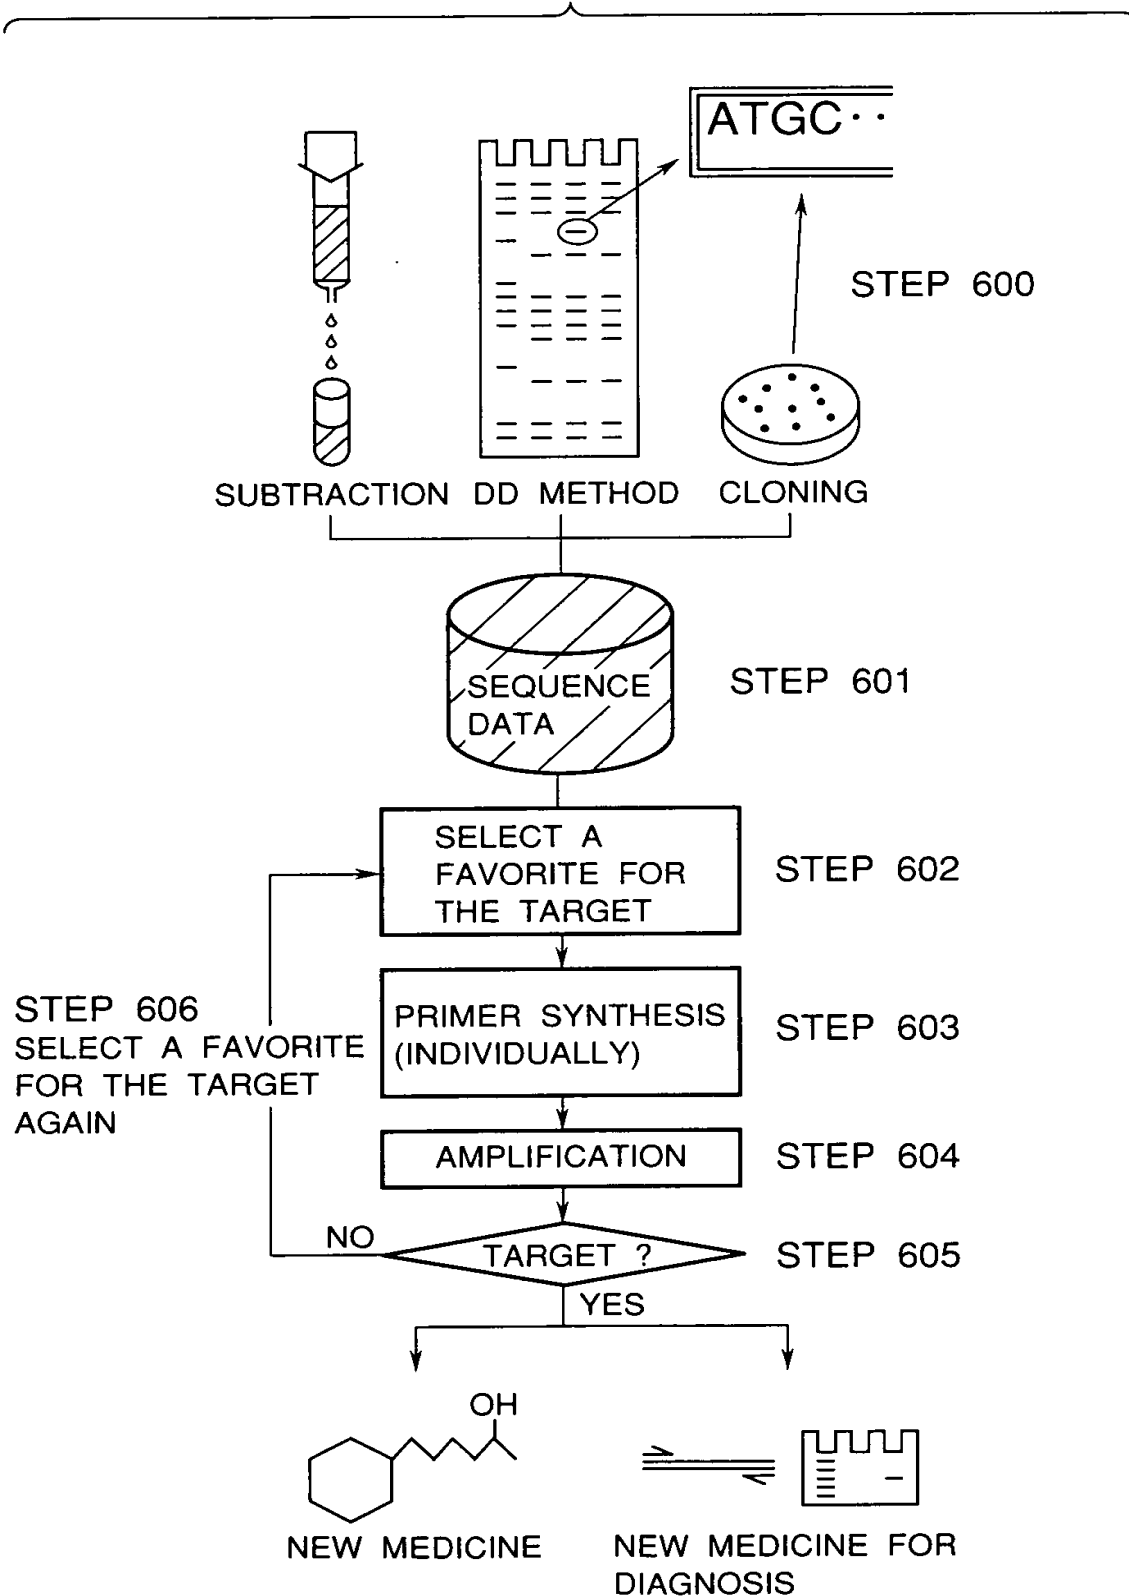 ATGC··
STEP 600
SUBTRACTION DD METHOD CLONING
SEQUENCE
DATA
STEP 601
SELECT A
FAVORITE FOR
THE TARGET
STEP 602
PRIMER SYNTHESIS
(INDIVIDUALLY)
STEP 603
STEP 606
SELECT A FAVORITE
FOR THE TARGET
AGAIN
AMPLIFICATION
STEP 604
NO
TARGET ?
STEP 605
YES
OH
NEW MEDICINE
NEW MEDICINE FOR
DIAGNOSIS